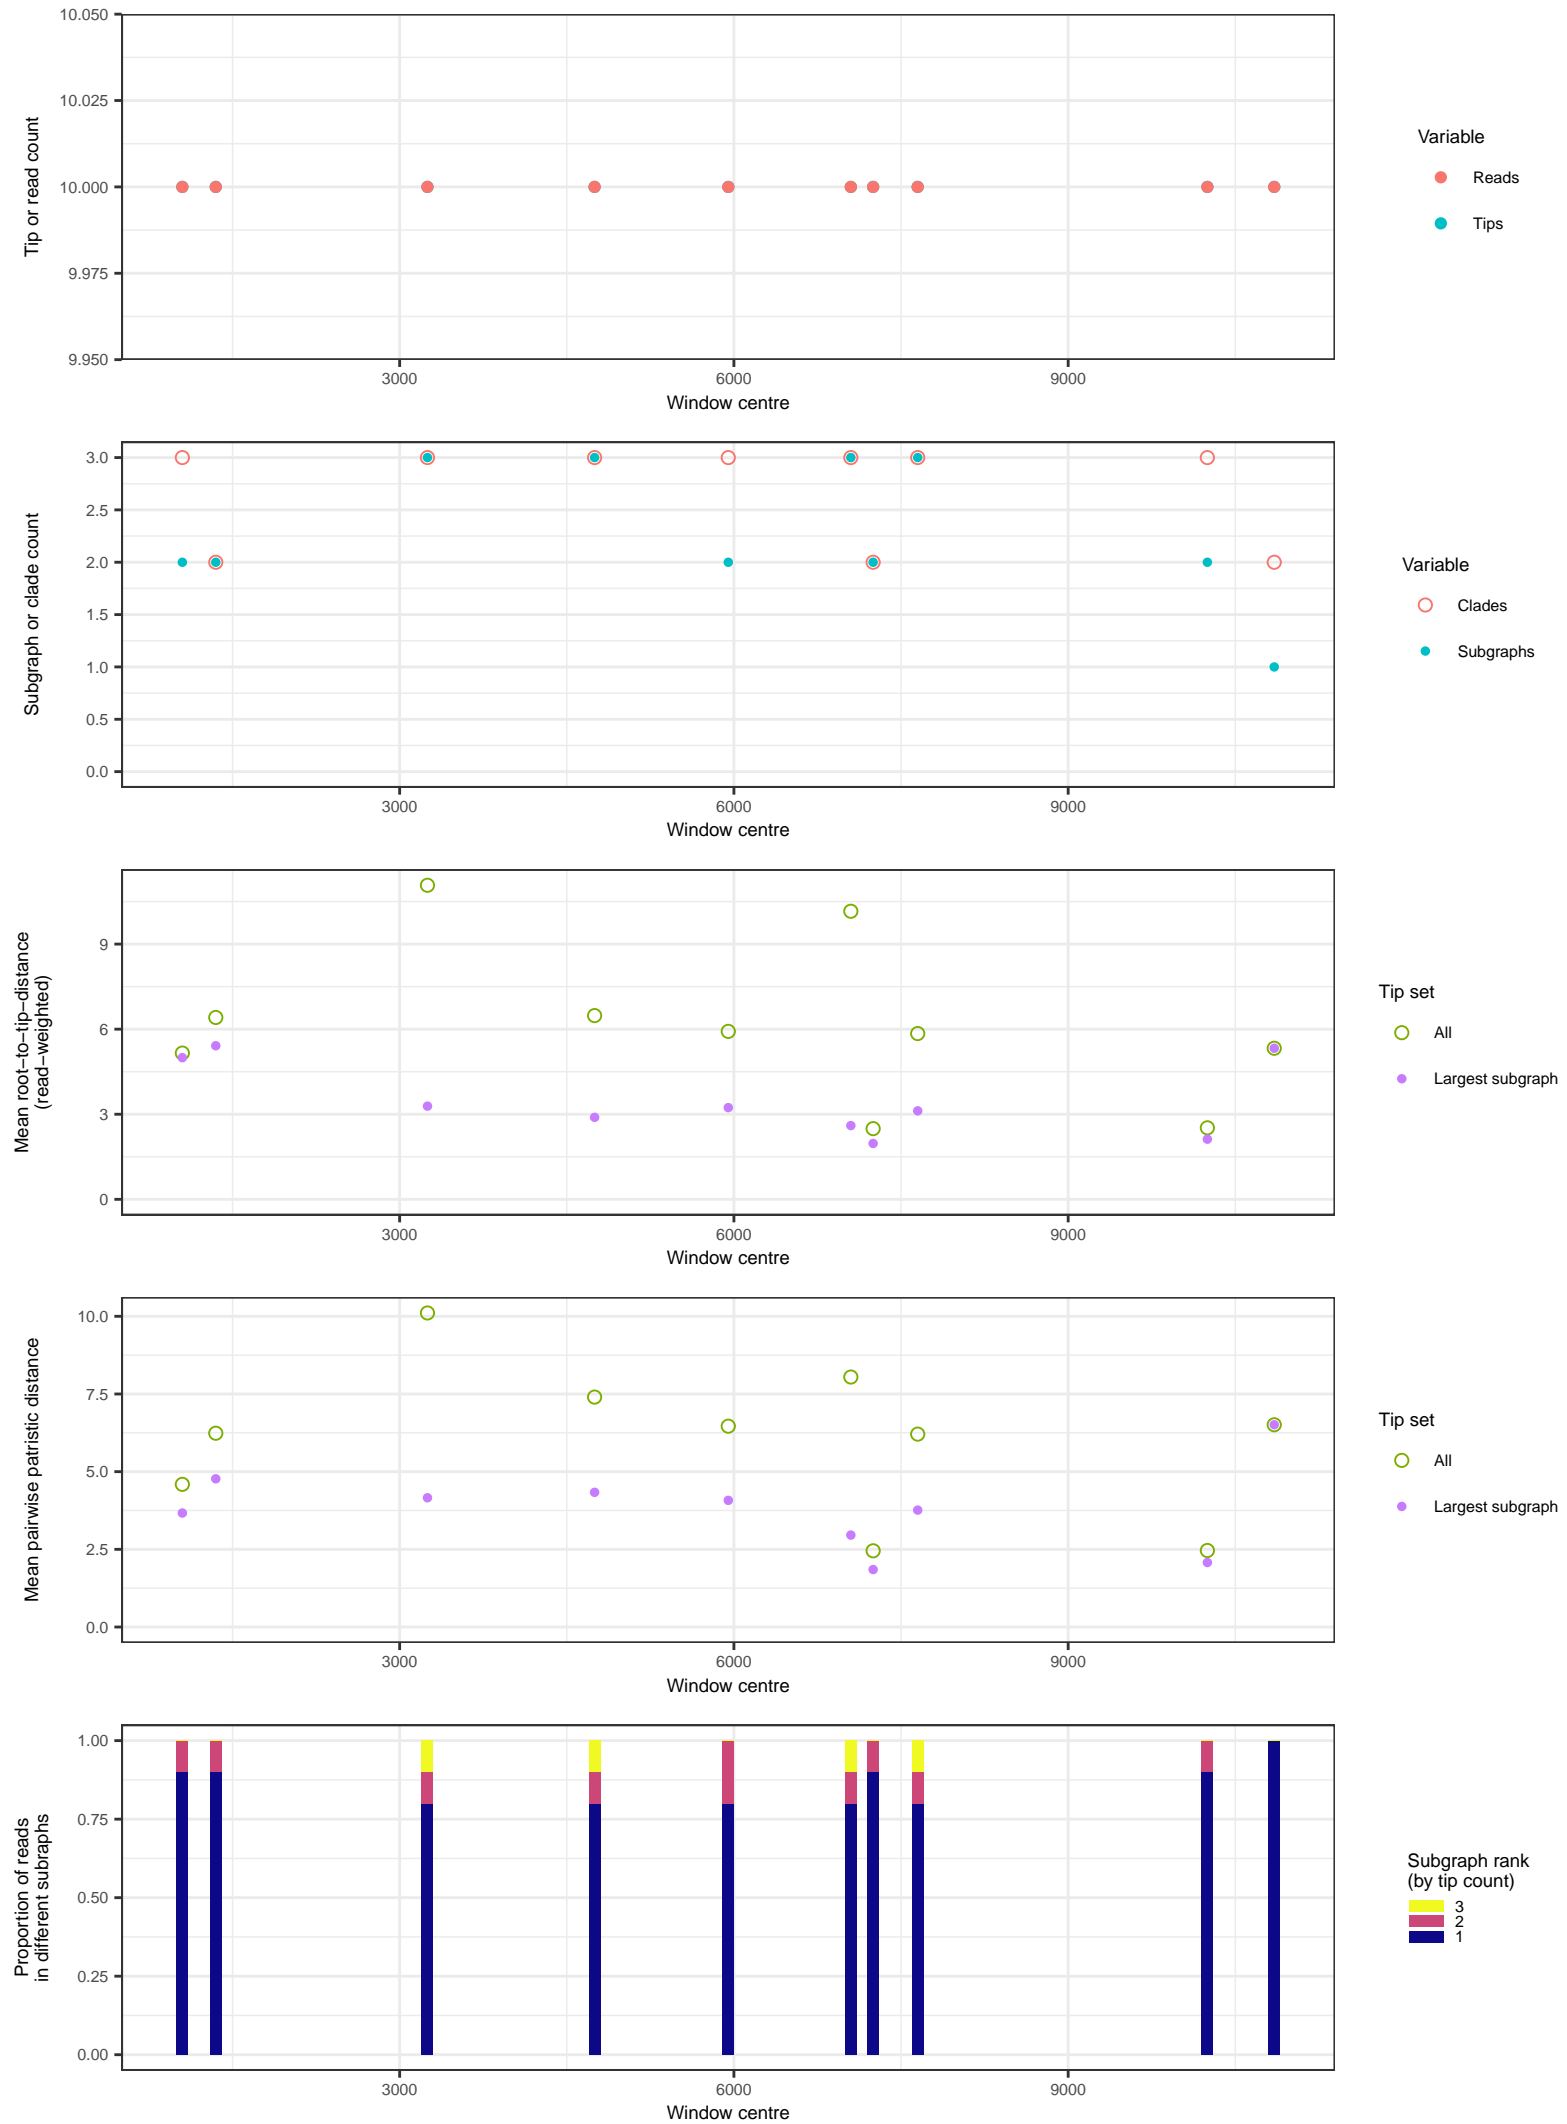 10.050
10.025
10.000
9.975
9.950
Tip or read count
3000 6000 9000
Window centre
Variable
Reads
Tips
3.0
2.5
2.0
1.5
1.0
0.5
0.0
Subgraph or clade count
3000 6000 9000
Window centre
Variable
Clades
Subgraphs
9
6
3
0
Mean root−to−tip−distance
(read−weighted)
3000 6000 9000
Window centre
Tip set
All
Largest subgraph
10.0
7.5
5.0
2.5
0.0
Mean pairwise patristic distance
3000 6000 9000
Window centre
Tip set
All
Largest subgraph
1.00
0.75
0.50
0.25
0.00
Proportion of reads
in different subraphs
3000 6000 9000
Window centre
Subgraph rank
(by tip count)
3
2
1